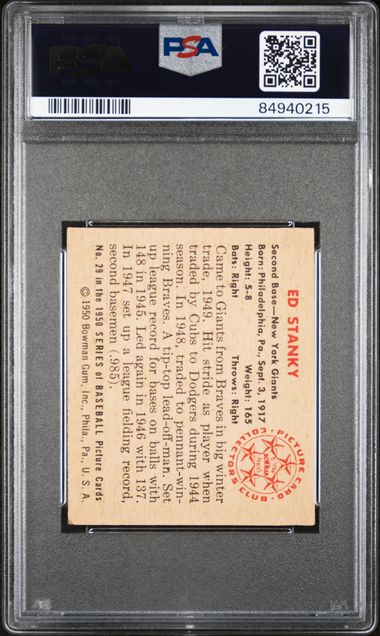 PSA
PSA
84940215
ED STANKY
Second Base—New York Giants
Born: Philadelphia, Pa., Sept. 3, 1917
Height: 5-8 Weight: 165
Bats: Right Throws: Right
Came to Giants from Braves in big winter
trade, 1949. Hit stride as player when
traded by Cubs to Dodgers during 1944
season. In 1948, traded to pennant-win-
ning Braves. A tip-top lead-off-man. Set
up league record for bases on balls with
148 in 1945. Led again in 1946 with 137.
In 1947 set up a league fielding record,
second basemen (.985).
No. 29 in the 1950 SERIES of BASEBALL Picture Cards
© 1950 Bowman Gum, Inc., Phila., Pa., U. S. A.
PICTURE CARD
COLLECTORS CLUB
BOWMAN